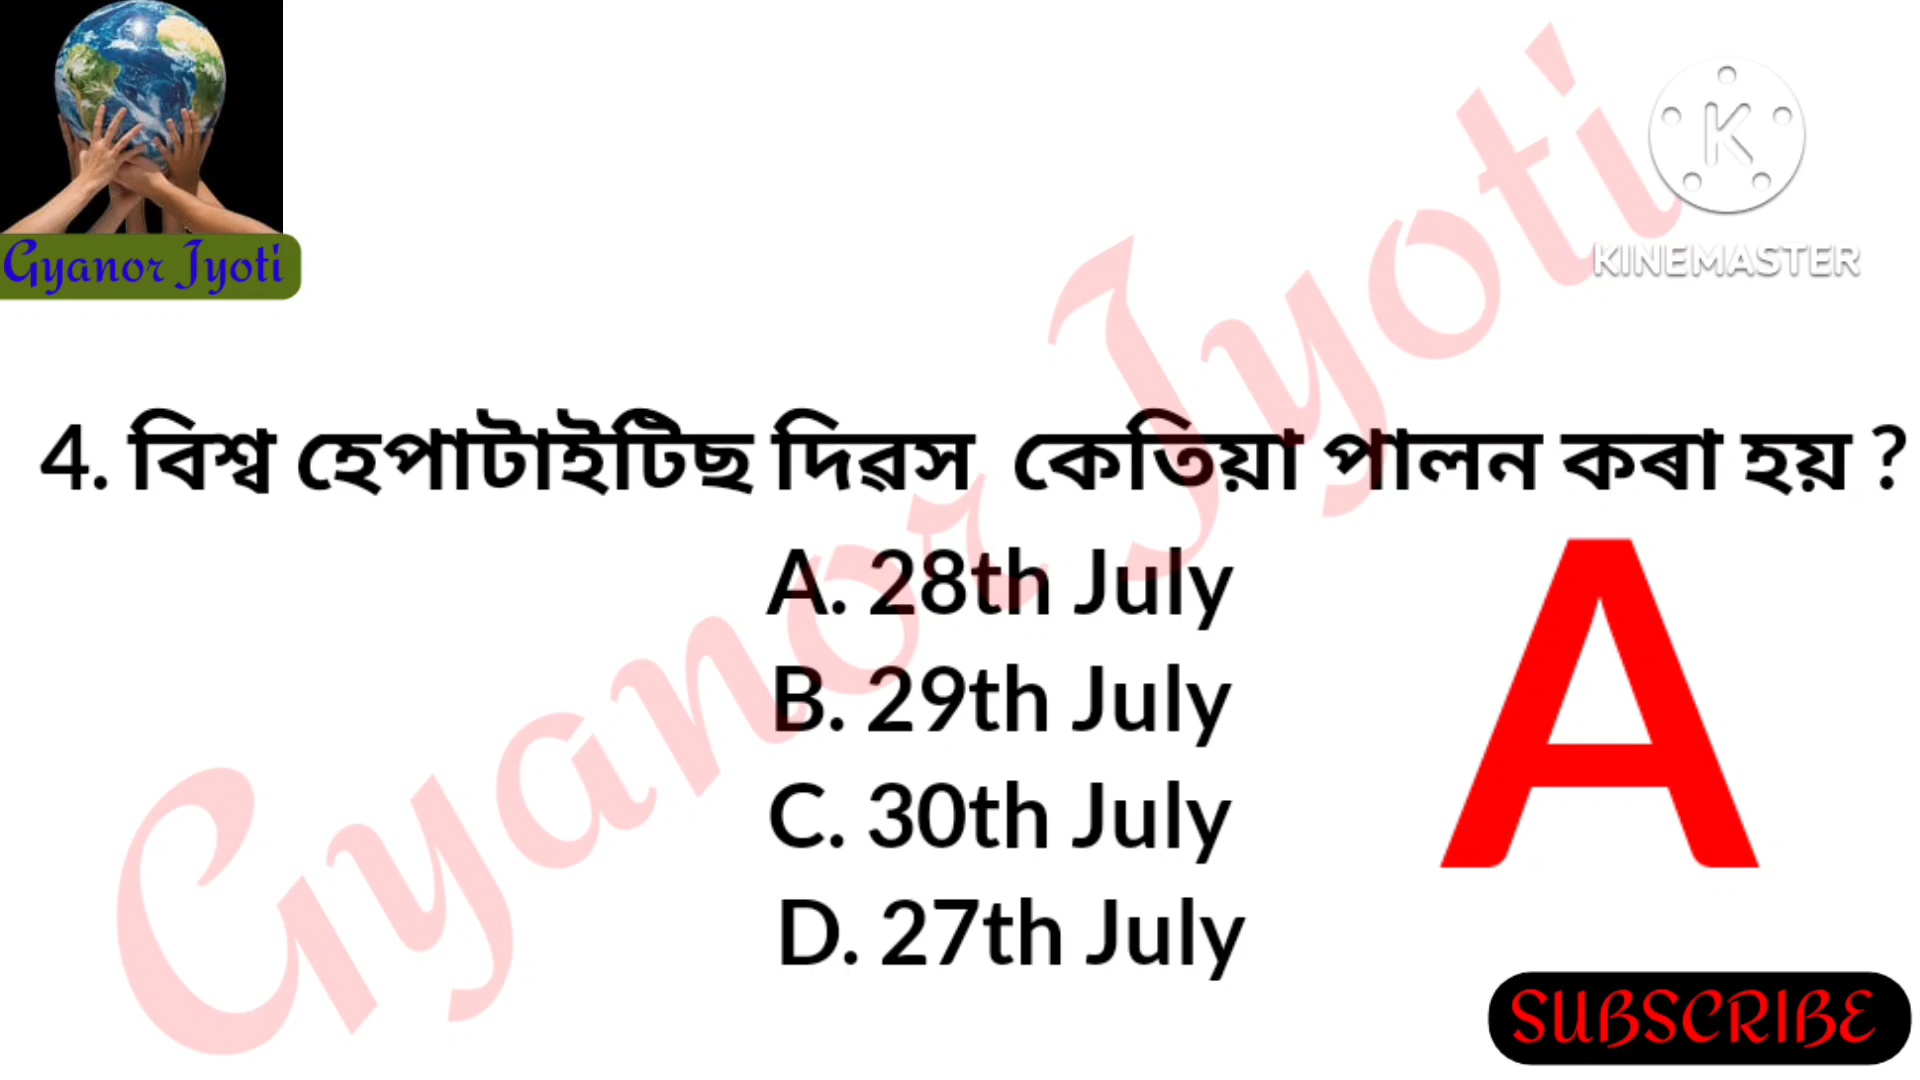 Gyanor Jyoti
KINEMASTER
4. বিশ্ব হেপাটাইটিছ দিৱস কেতিয়া পালন কৰা হয় ?
A. 28th July
B. 29th July
C. 30th July
D. 27th July
A
Gyanor Jyoti
SUBSCRIBE